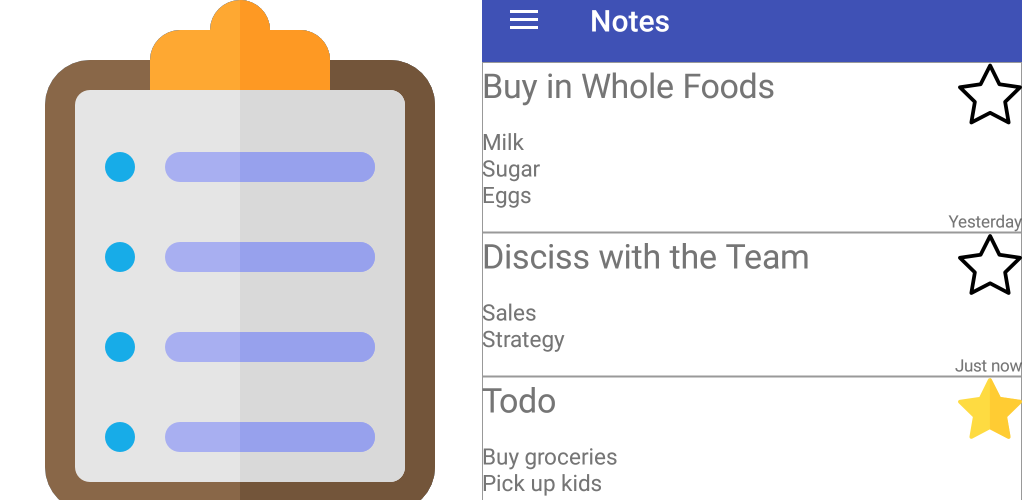 Notes
Buy in Whole Foods
Milk
Sugar
Eggs
Yesterday
Disciss with the Team
Sales
Strategy
Just now
Todo
Buy groceries
Pick up kids